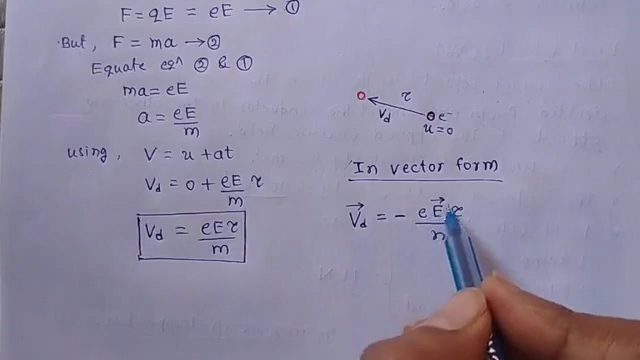 F = qE = eE ⟶ ①
But, F = ma → ②
Equate eqⁿ ② & ①
ma = eE
a = eE/m
using, V = u + at
V_d = 0 + eE/m τ
V_d = eEτ/m
τ
V_d
e⁻
u = 0
In vector form
V⃗_d = − eE⃗τ/m